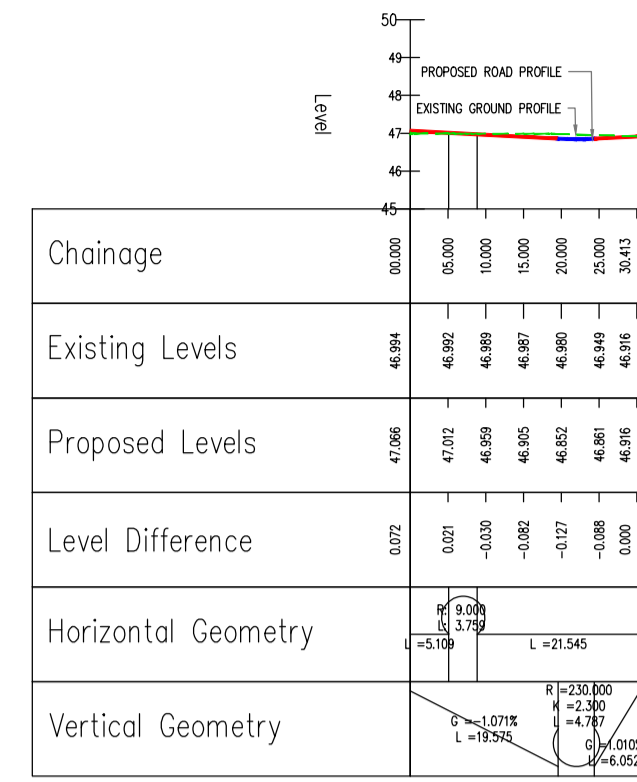 50
49
48
47
46
45
Level
PROPOSED ROAD PROFILE
EXISTING GROUND PROFILE
Chainage 00.000 05.000 10.000 15.000 20.000 25.000 30.413
Existing Levels 46.994 46.992 46.989 46.987 46.980 46.949 46.916
Proposed Levels 47.066 47.012 46.959 46.905 46.852 46.861 46.916
Level Difference 0.072 0.021 -0.030 -0.082 -0.127 -0.088 0.000
Horizontal Geometry
R: 9.000
L: 3.759
L =5.109
L =21.545
Vertical Geometry
G =-1.071%
L =19.575
R =230.000
K =2.300
L =4.787
G =1.010%
L =6.052